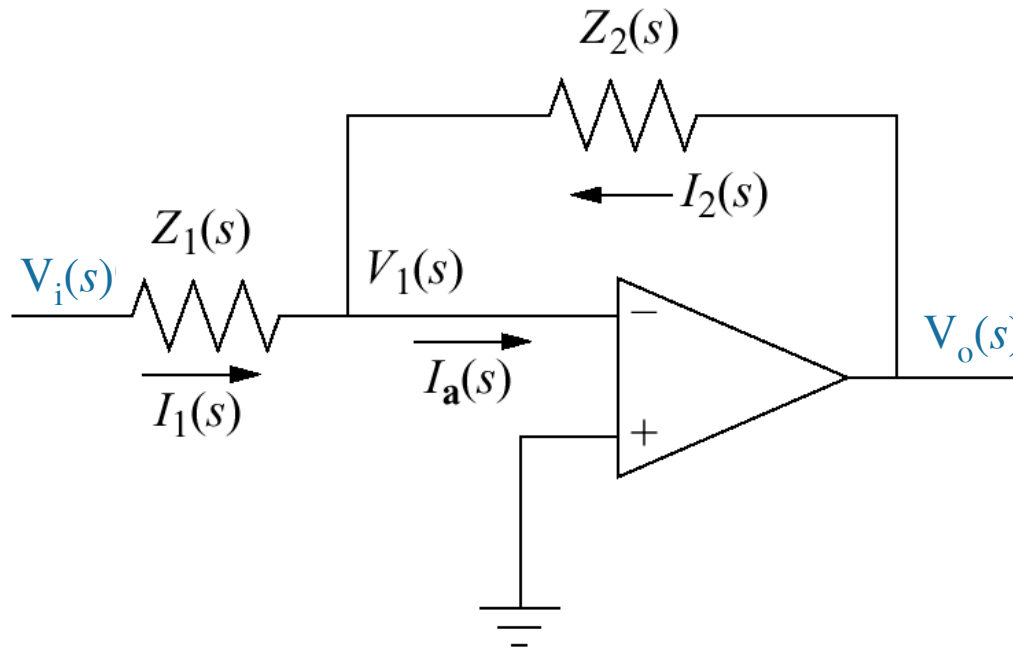 Z₂(s)
I₂(s)
Z₁(s)
Vᵢ(s)
V₁(s)
−
I₁(s)
Iₐ(s)
Vₒ(s)
+